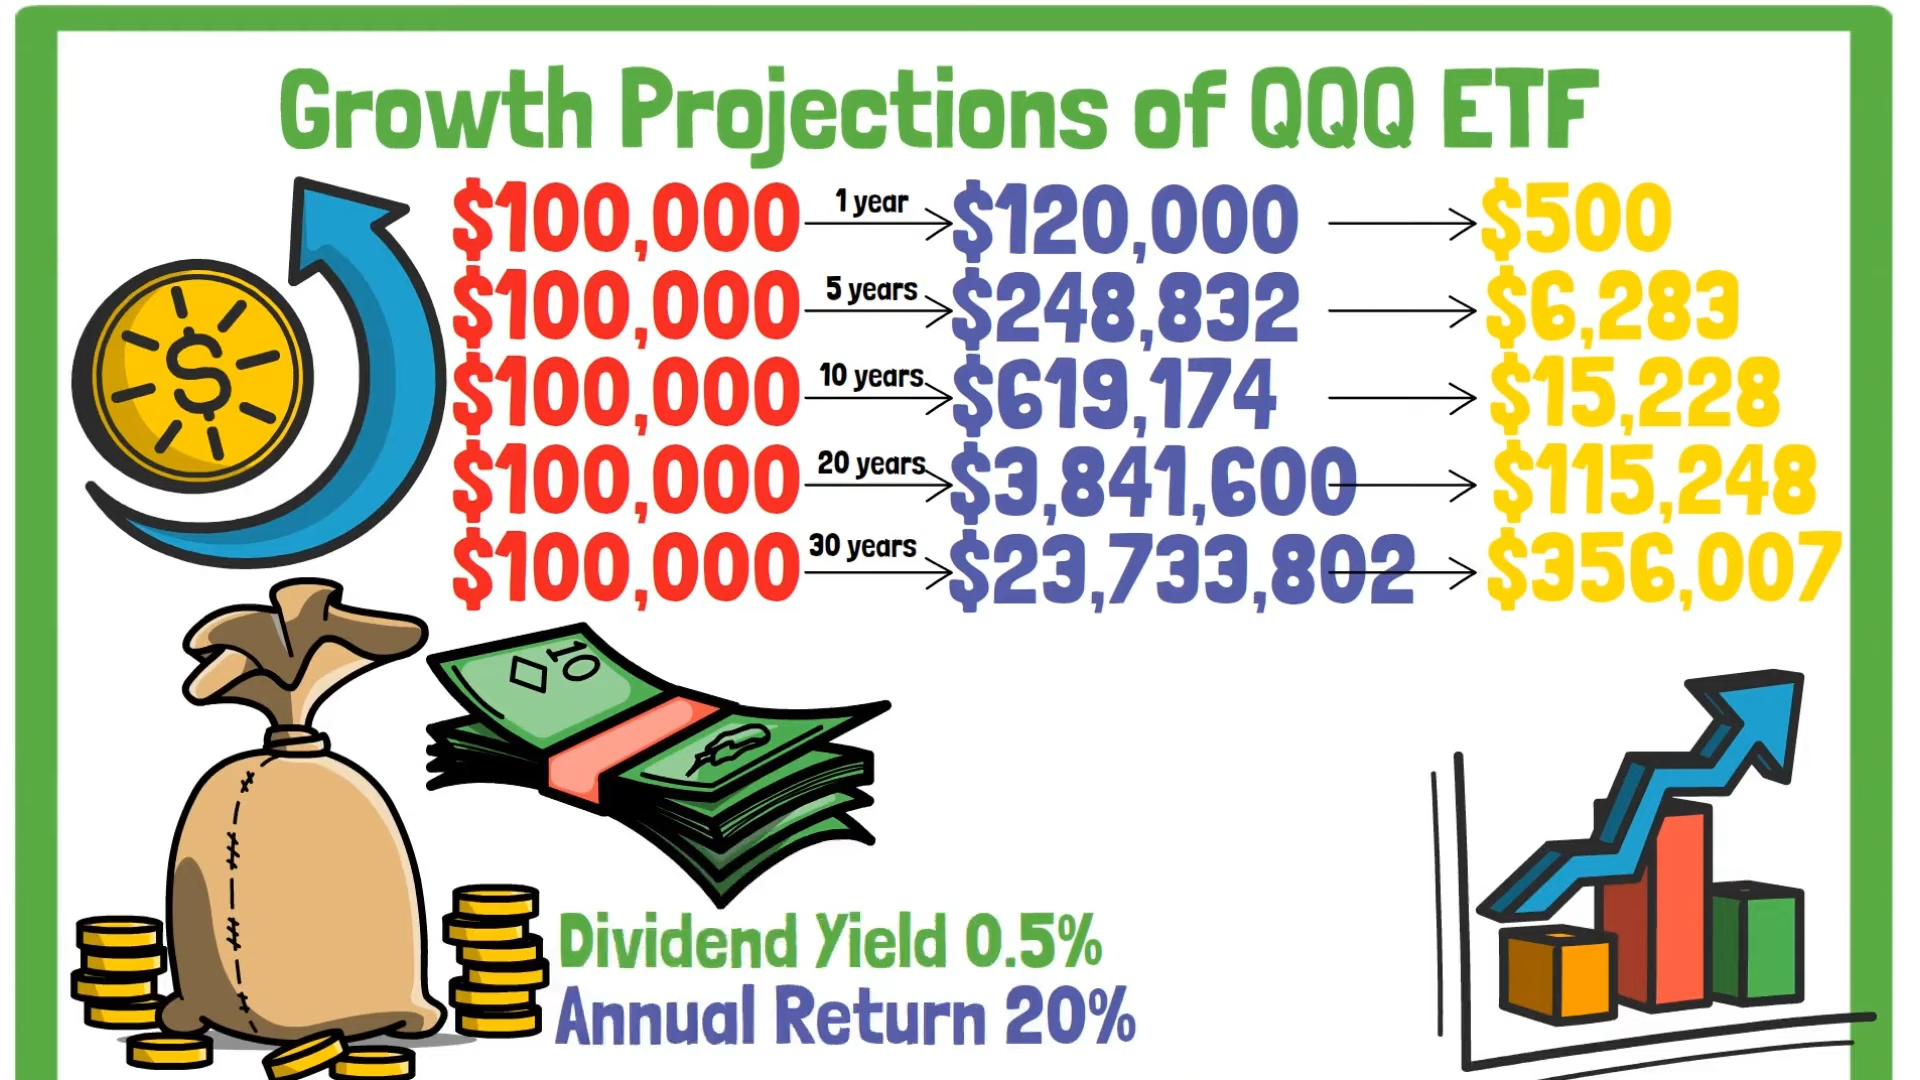 Growth Projections of QQQ ETF
$100,000 1 year $120,000 $500
$100,000 5 years $248,832 $6,283
$100,000 10 years $619,174 $15,228
$100,000 20 years $3,841,600 $115,248
$100,000 30 years $23,733,802 $356,007
$
10
Dividend Yield 0.5%
Annual Return 20%